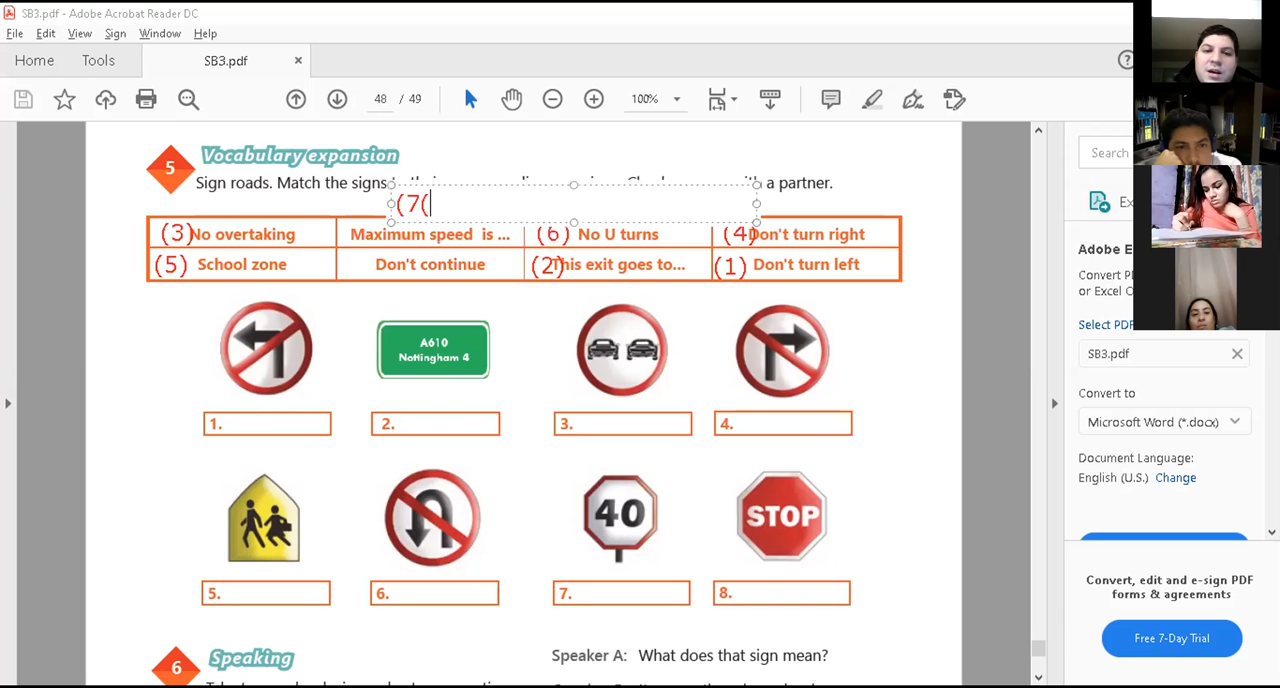 SB3.pdf - Adobe Acrobat Reader DC
File Edit View Sign Window Help
Home Tools SB3.pdf ×
48 / 49 100%
5 Vocabulary expansion
Sign roads. Match the signs a partner.
(7(
(3) No overtaking Maximum speed is ... (6) No U turns (4) Don't turn right
(5) School zone Don't continue (2) This exit goes to... (1) Don't turn left
A610
Nottingham 4
1. 2. 3. 4.
40 STOP
5. 6. 7. 8.
6 Speaking
Speaker A: What does that sign mean?
Search
Adobe
Convert
or Excel
Select PDF
SB3.pdf
Convert to
Microsoft Word (*.docx)
Document Language:
English (U.S.) Change
Convert, edit and e-sign PDF
forms & agreements
Free 7-Day Trial